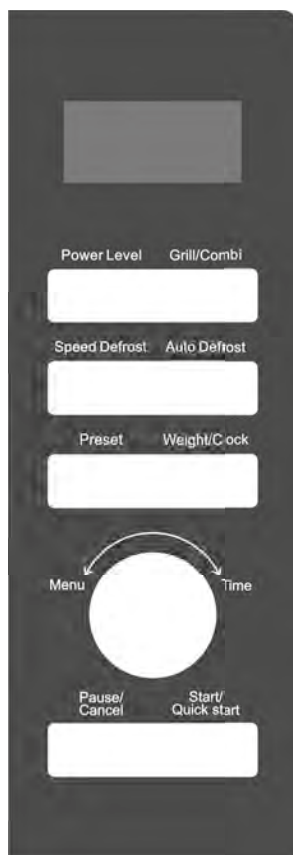 Power Level Grill/Combi
Speed Defrost Auto Defrost
Preset Weight/Clock
Menu Time
Pause/ Start/
Cancel Quick start